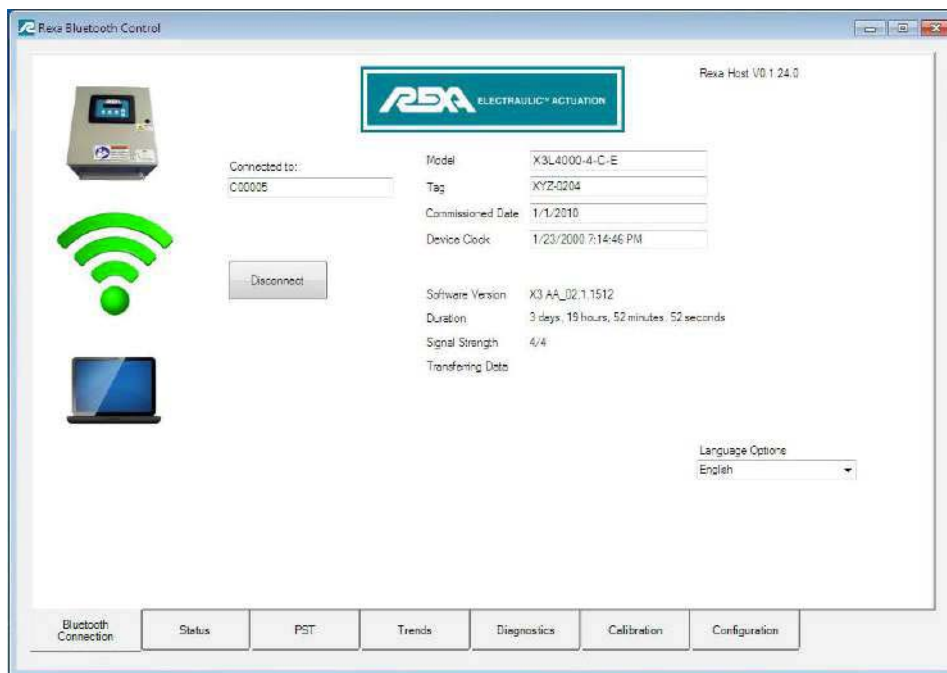 Rexa Bluetooth Control
Rexa Host V0.1.24.0
REXA ELECTRAULIC™ ACTUATION
Connected to:
C00005
Disconnect
Model X3L4000-4-C-E
Tag XYZ-0204
Commissioned Date 1/1/2010
Device Clock 1/23/2000 7:14:46 PM
Software Version X3 AA_02.1.1512
Duration 3 days, 19 hours, 52 minutes, 52 seconds
Signal Strength 4/4
Transferring Data
Language Options
English
Bluetooth
Connection
Status
PST
Trends
Diagnostics
Calibration
Configuration